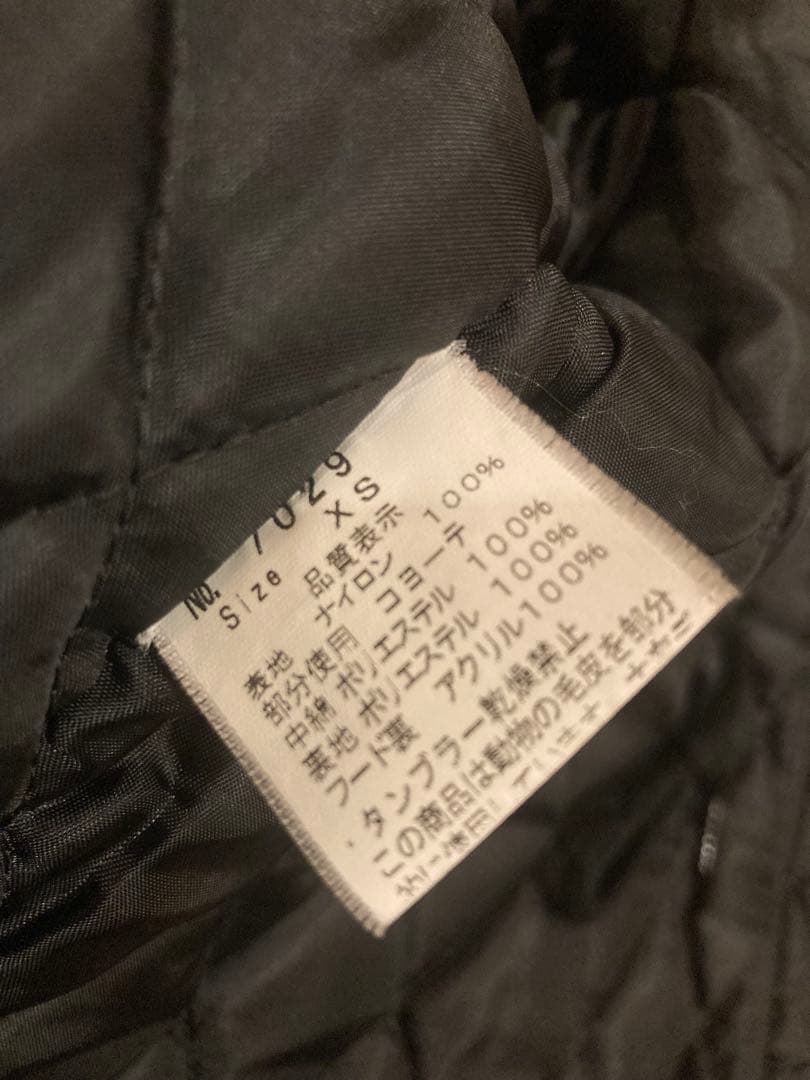 No. 7029
Size XS
品質表示
表地 ナイロン 100%
部分使用 コヨーテ
中綿 ポリエステル 100%
裏地 ポリエステル 100%
フード裏 アクリル100%
・タンブラー乾燥禁止
この商品は動物の毛皮を部分